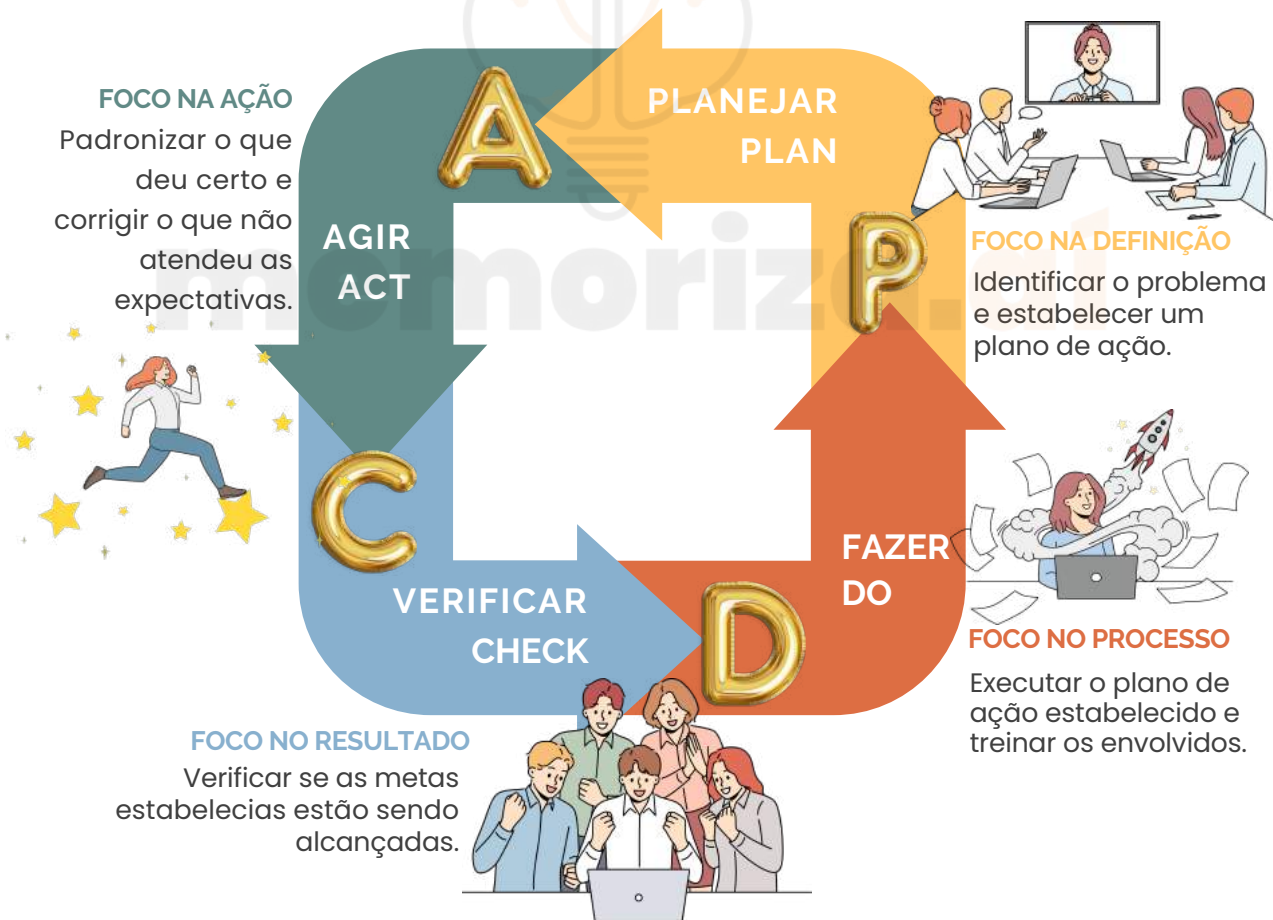 FOCO NA AÇÃO
Padronizar o que
deu certo e
corrigir o que não
atendeu as
expectativas.
A
PLANEJAR
PLAN
AGIR
ACT
P
FOCO NA DEFINIÇÃO
Identificar o problema
e estabelecer um
plano de ação.
memoriza.ai
C
VERIFICAR
CHECK
D
FAZER
DO
FOCO NO PROCESSO
Executar o plano de
ação estabelecido e
treinar os envolvidos.
FOCO NO RESULTADO
Verificar se as metas
estabelecias estão sendo
alcançadas.